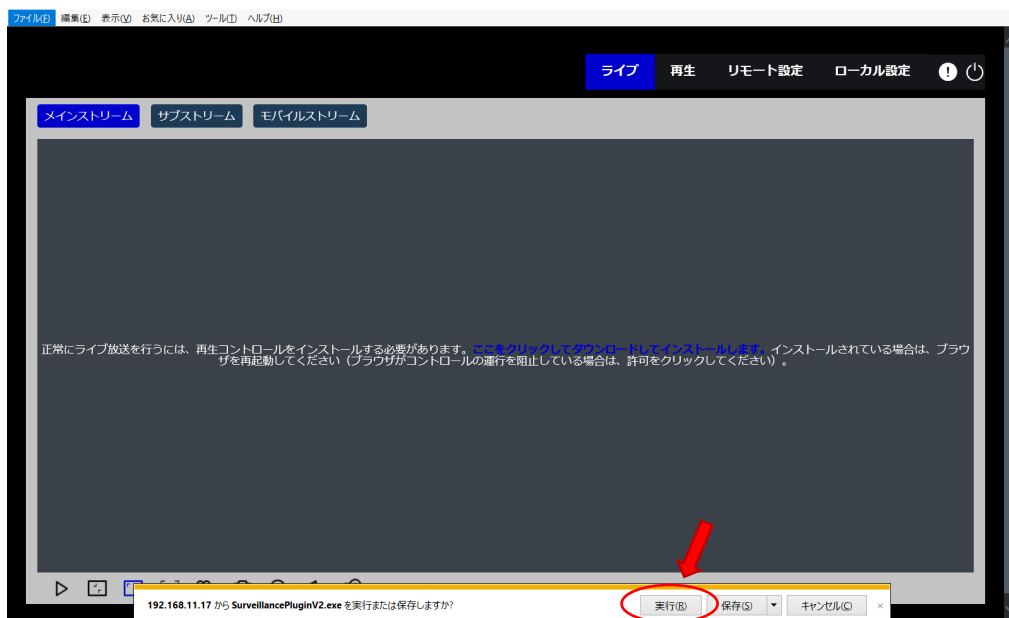 ファイル(F) 編集(E) 表示(V) お気に入り(A) ツール(T) ヘルプ(H)
ライブ 再生 リモート設定 ローカル設定
メインストリーム サブストリーム モバイルストリーム
正常にライブ放送を行うには、再生コントロールをインストールする必要があります。ここをクリックしてダウンロードしてインストールします。インストールされている場合は、ブラウ
ザを再起動してください（ブラウザがコントロールの運行を阻止している場合は、許可をクリックしてください）。
192.168.11.17 から SurveillancePluginV2.exe を実行または保存しますか?
実行(R) 保存(S) キャンセル(C) ×